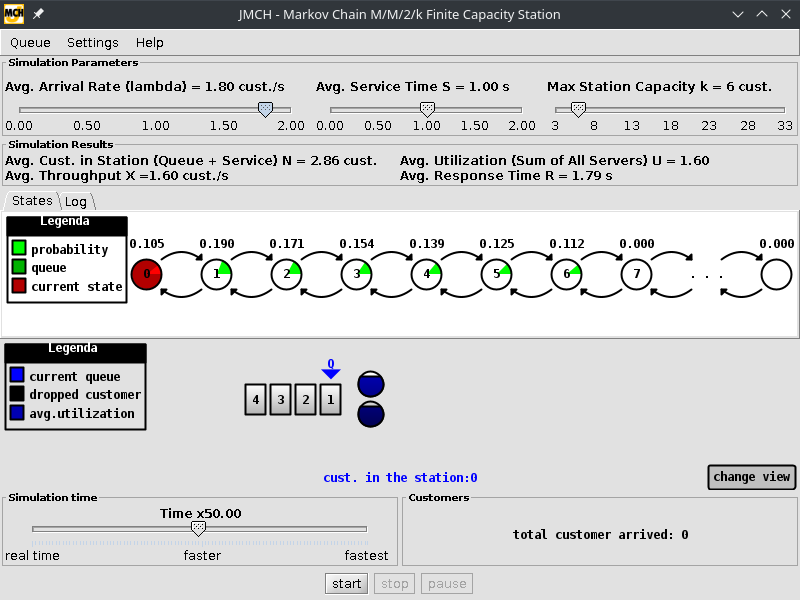 MCH JMCH - Markov Chain M/M/2/k Finite Capacity Station
Queue Settings Help
Simulation Parameters
Avg. Arrival Rate (lambda) = 1.80 cust./s Avg. Service Time S = 1.00 s Max Station Capacity k = 6 cust.
0.00 0.50 1.00 1.50 2.00 0.00 0.50 1.00 1.50 2.00 3 8 13 18 23 28 33
Simulation Results
Avg. Cust. in Station (Queue + Service) N = 2.86 cust. Avg. Utilization (Sum of All Servers) U = 1.60
Avg. Throughput X =1.60 cust./s Avg. Response Time R = 1.79 s
States Log
Legenda
probability
queue
current state
0.105 0.190 0.171 0.154 0.139 0.125 0.112 0.000 0.000
0 1 2 3 4 5 6 7 . . .
Legenda
current queue
dropped customer
avg.utilization
0
4 3 2 1
cust. in the station:0
change view
Simulation time
Time x50.00
real time faster fastest
Customers
total customer arrived: 0
start stop pause